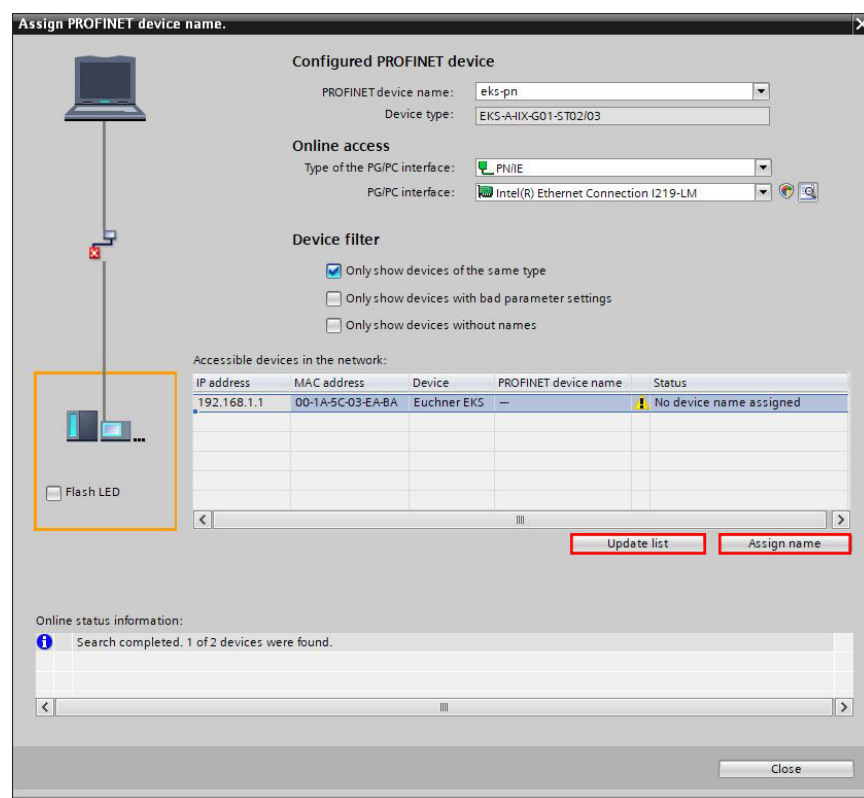 Assign PROFINET device name.
Configured PROFINET device
PROFINET device name: eks-pn
Device type: EKS-A-IIX-G01-ST02/03
Online access
Type of the PG/PC interface: PN/IE
PG/PC interface: Intel(R) Ethernet Connection I219-LM
Device filter
Only show devices of the same type
Only show devices with bad parameter settings
Only show devices without names
Accessible devices in the network:
IP address MAC address Device PROFINET device name Status
192.168.1.1 00-1A-5C-03-EA-BA Euchner EKS — No device name assigned
...
Flash LED
Update list Assign name
Online status information:
Search completed. 1 of 2 devices were found.
Close